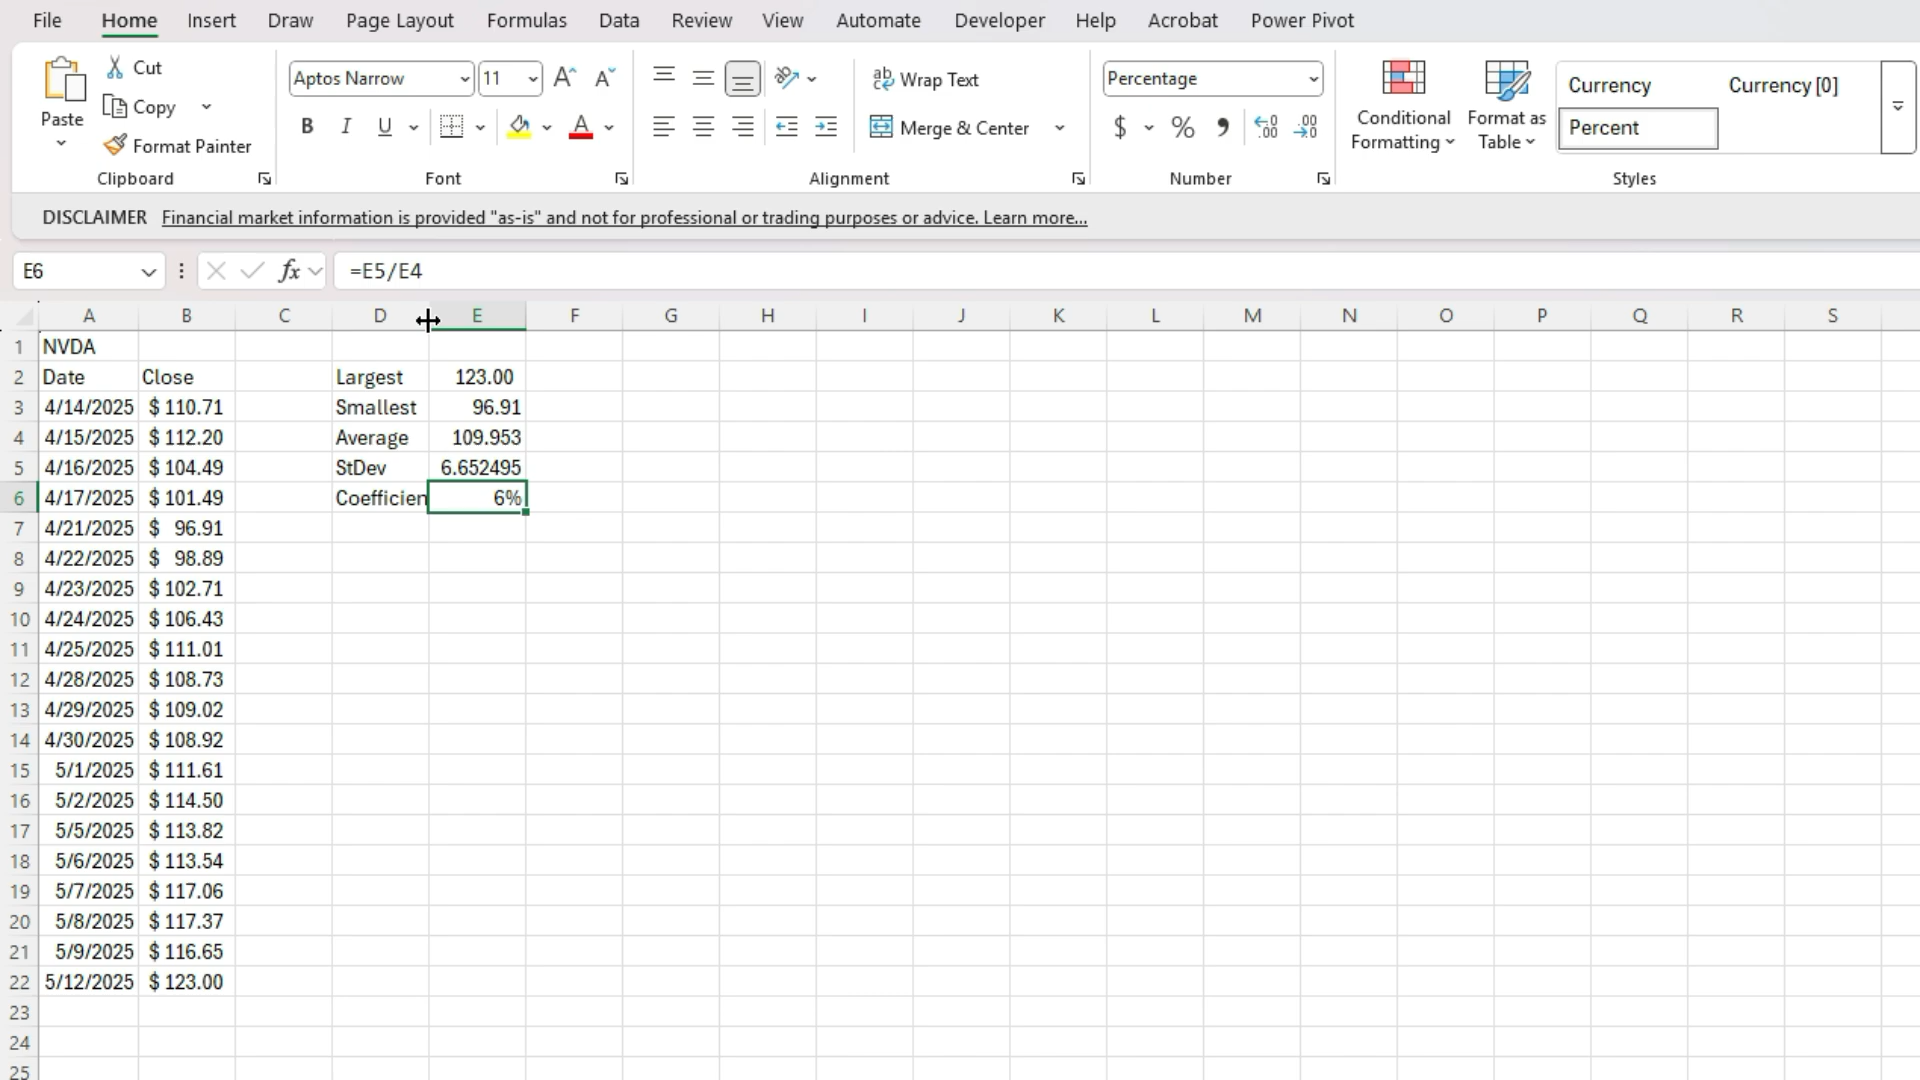 File Home Insert Draw Page Layout Formulas Data Review View Automate Developer Help Acrobat Power Pivot
Paste
Cut
Copy
Format Painter
Clipboard
Aptos Narrow 11 A A
B I U A
Font
ab Wrap Text
Merge & Center
Alignment
Percentage
$ % , .00 .00
Number
Conditional Formatting
Format as Table
Currency Currency [0]
Percent
Styles
DISCLAIMER Financial market information is provided "as-is" and not for professional or trading purposes or advice. Learn more...
E6 fx =E5/E4
A B C D E F G H I J K L M N O P Q R S
1 NVDA
2 Date Close Largest 123.00
3 4/14/2025 $ 110.71 Smallest 96.91
4 4/15/2025 $ 112.20 Average 109.953
5 4/16/2025 $ 104.49 StDev 6.652495
6 4/17/2025 $ 101.49 Coefficien 6%
7 4/21/2025 $ 96.91
8 4/22/2025 $ 98.89
9 4/23/2025 $ 102.71
10 4/24/2025 $ 106.43
11 4/25/2025 $ 111.01
12 4/28/2025 $ 108.73
13 4/29/2025 $ 109.02
14 4/30/2025 $ 108.92
15 5/1/2025 $ 111.61
16 5/2/2025 $ 114.50
17 5/5/2025 $ 113.82
18 5/6/2025 $ 113.54
19 5/7/2025 $ 117.06
20 5/8/2025 $ 117.37
21 5/9/2025 $ 116.65
22 5/12/2025 $ 123.00
23
24
25